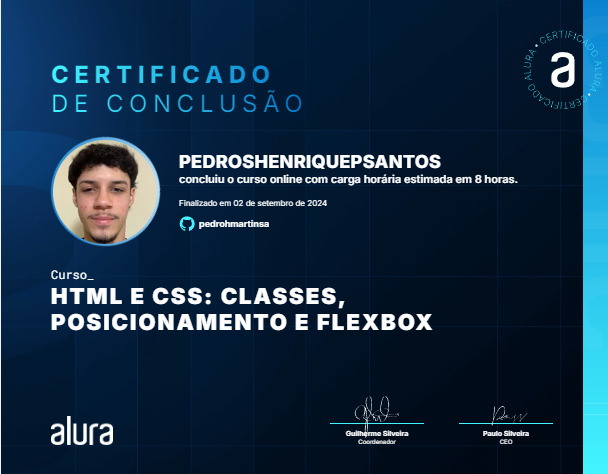 CERTIFICADO
DE CONCLUSÃO
CERTIFICADO ALURA • CERTIFICADO ALURA •
a
PEDROSHENRIQUEPSANTOS
concluiu o curso online com carga horária estimada em 8 horas.
Finalizado em 02 de setembro de 2024
pedrohmartinsa
Curso_
HTML E CSS: CLASSES,
POSICIONAMENTO E FLEXBOX
alura
Guilherme Silveira
Coordenador
Paulo Silveira
CEO